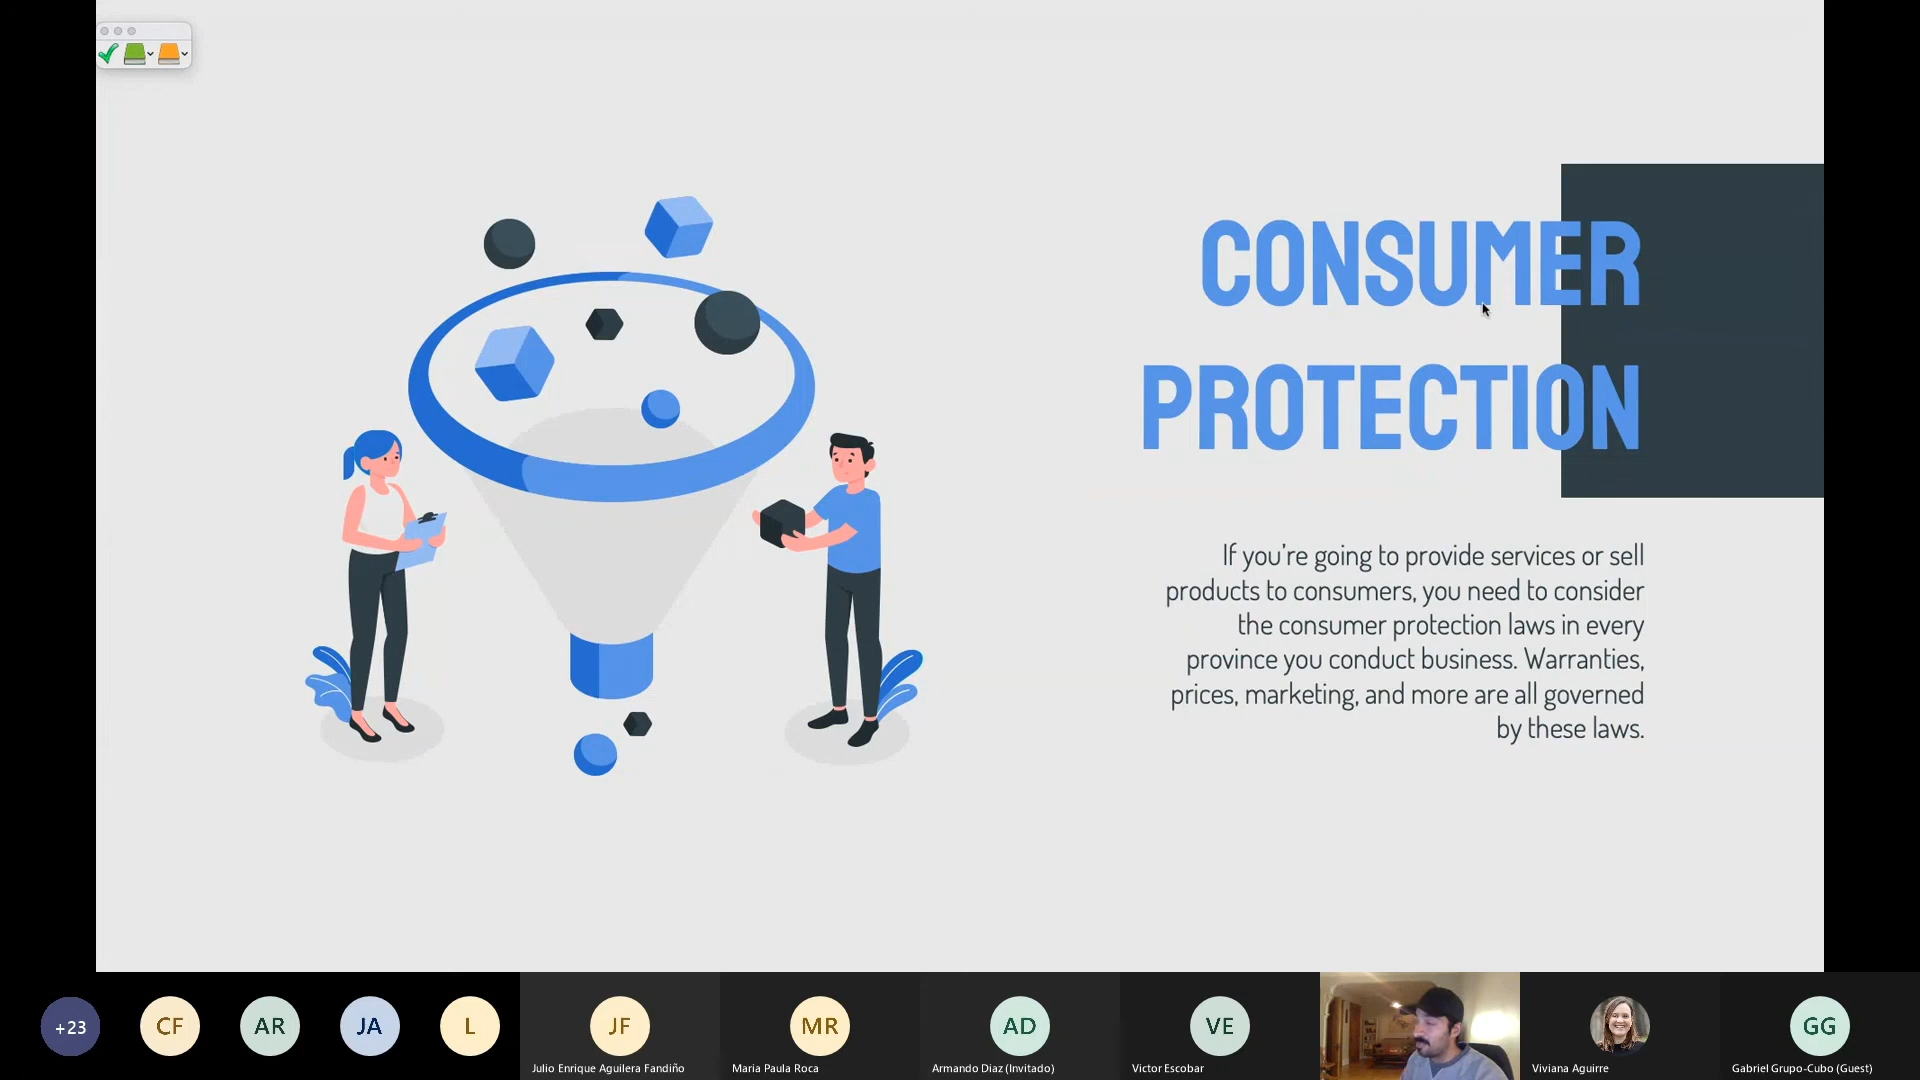 CONSUMER
PROTECTION
If you're going to provide services or sell
products to consumers, you need to consider
the consumer protection laws in every
province you conduct business. Warranties,
prices, marketing, and more are all governed
by these laws.
+23
CF
AR
JA
L
JF
MR
AD
VE
GG
Julio Enrique Aguilera Fandiño
Maria Paula Roca
Armando Diaz (Invitado)
Victor Escobar
Viviana Aguirre
Gabriel Grupo-Cubo (Guest)